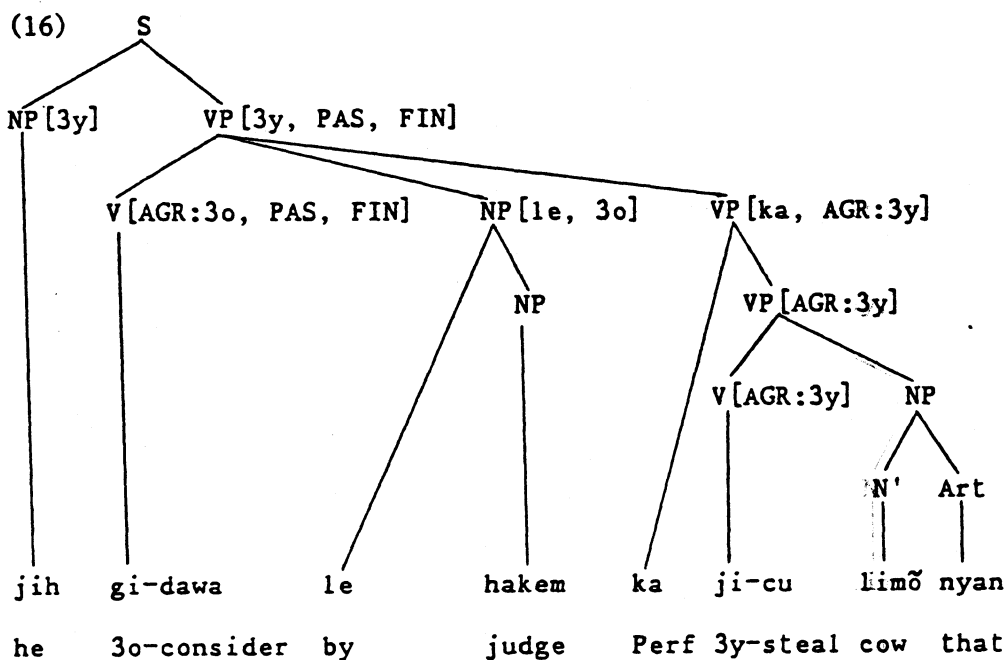 (16) S
NP[3y] VP[3y, PAS, FIN]
V[AGR:3o, PAS, FIN] NP[le, 3o] VP[ka, AGR:3y]
NP VP[AGR:3y]
V[AGR:3y] NP
N' Art
jih gi-dawa le hakem ka ji-cu limõ nyan
he 3o-consider by judge Perf 3y-steal cow that